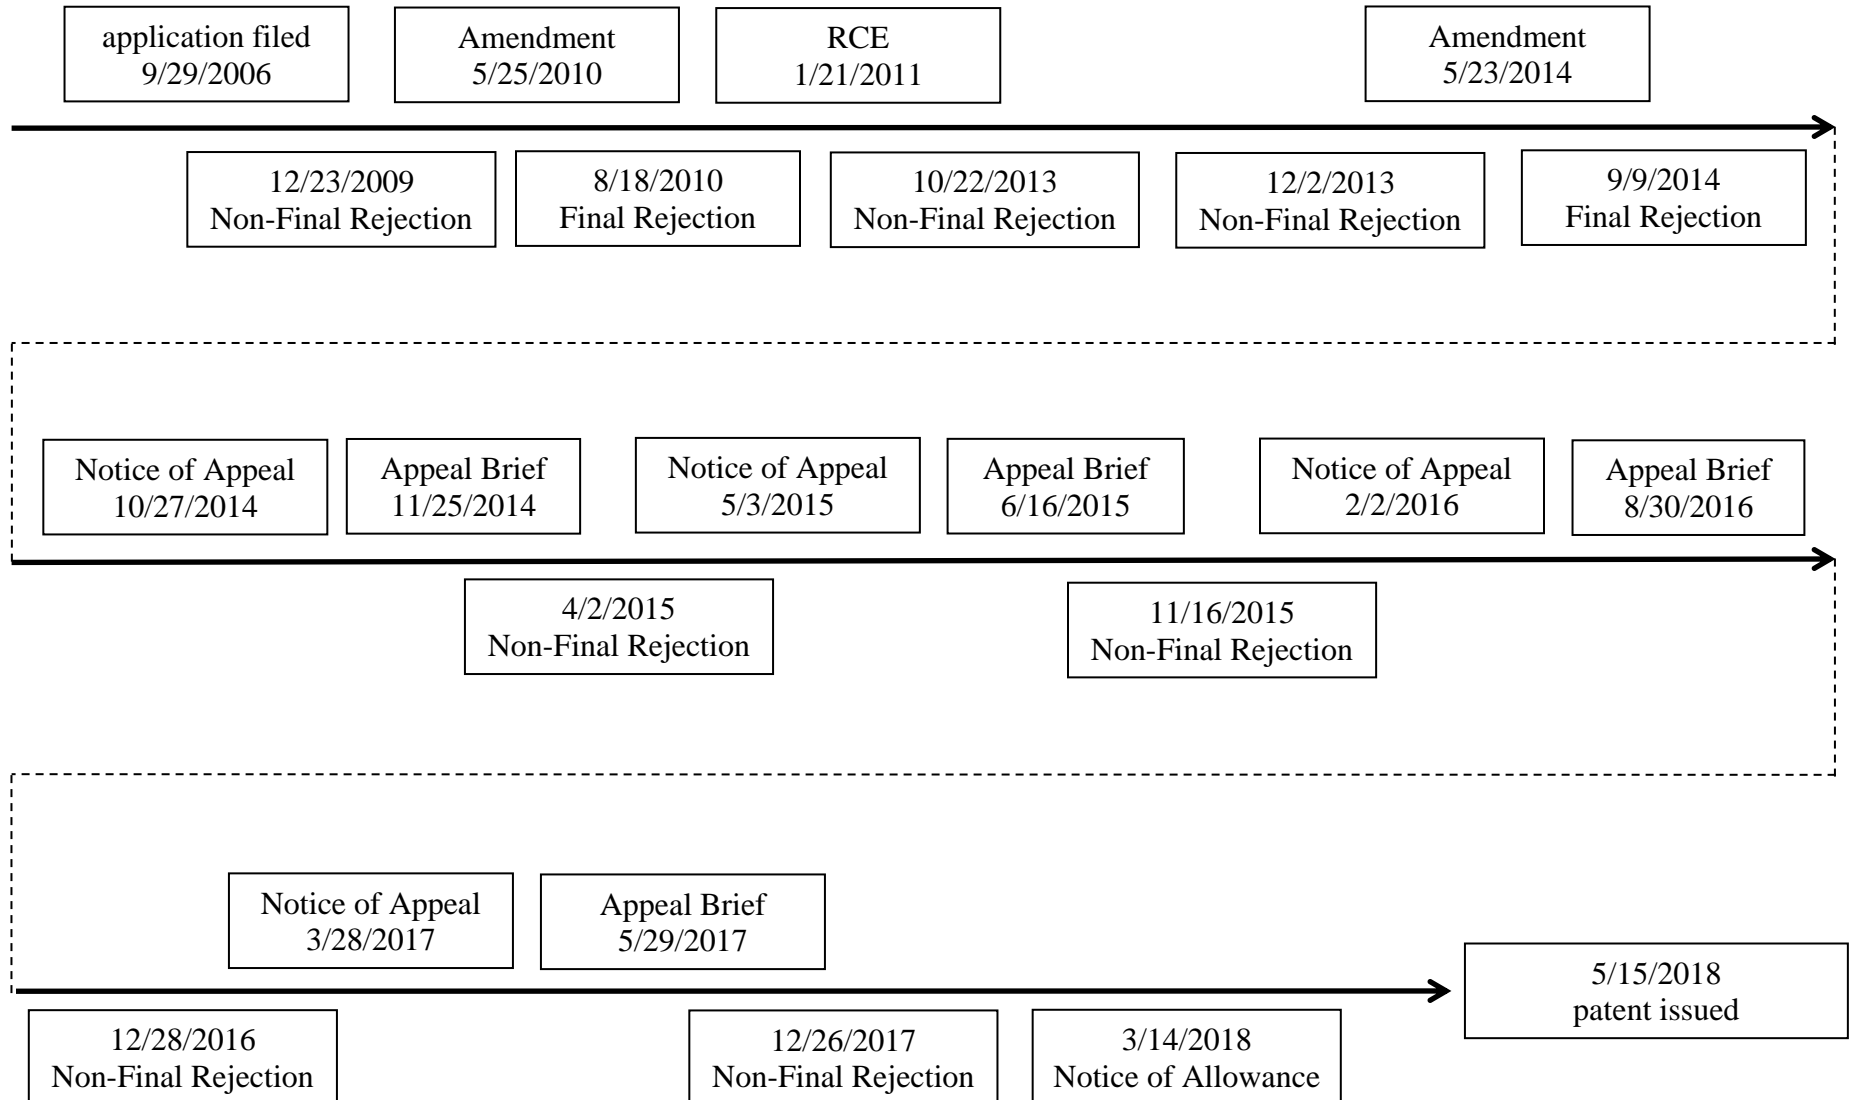 application filed
9/29/2006
Amendment
5/25/2010
RCE
1/21/2011
Amendment
5/23/2014
12/23/2009
Non-Final Rejection
8/18/2010
Final Rejection
10/22/2013
Non-Final Rejection
12/2/2013
Non-Final Rejection
9/9/2014
Final Rejection
Notice of Appeal
10/27/2014
Appeal Brief
11/25/2014
Notice of Appeal
5/3/2015
Appeal Brief
6/16/2015
Notice of Appeal
2/2/2016
Appeal Brief
8/30/2016
4/2/2015
Non-Final Rejection
11/16/2015
Non-Final Rejection
Notice of Appeal
3/28/2017
Appeal Brief
5/29/2017
5/15/2018
patent issued
12/28/2016
Non-Final Rejection
12/26/2017
Non-Final Rejection
3/14/2018
Notice of Allowance